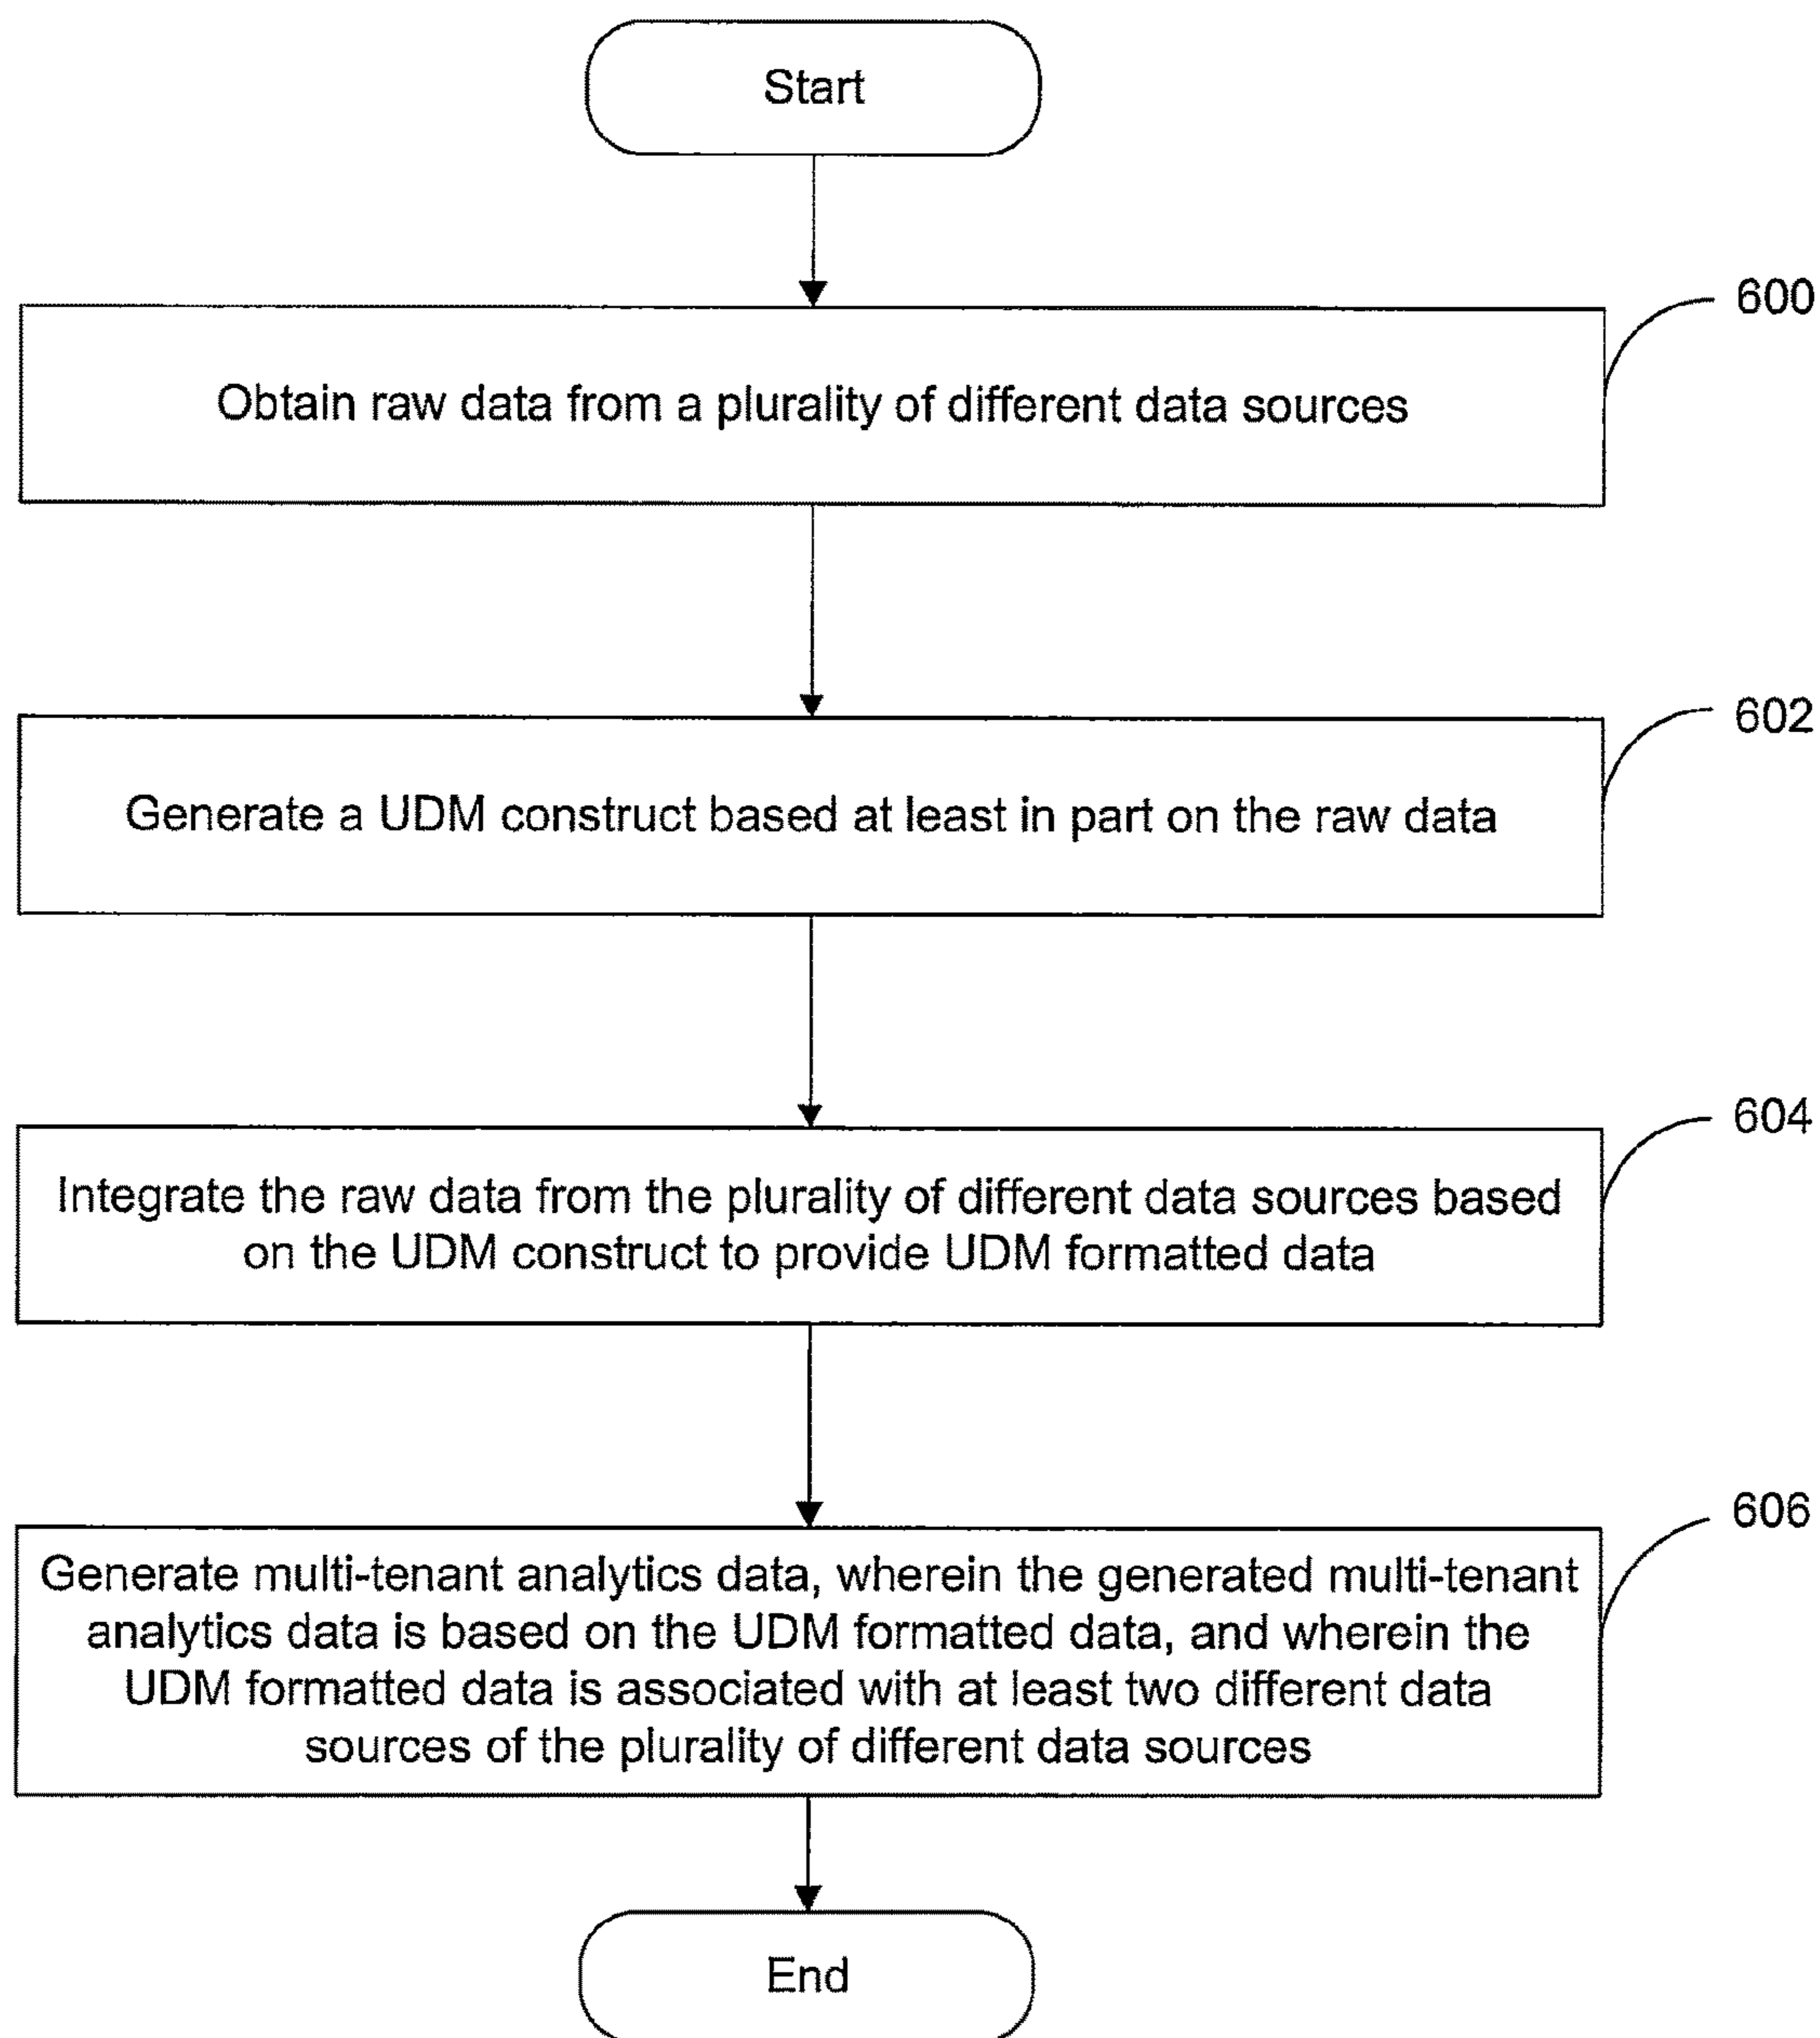 Start
600
Obtain raw data from a plurality of different data sources
602
Generate a UDM construct based at least in part on the raw data
604
Integrate the raw data from the plurality of different data sources based
on the UDM construct to provide UDM formatted data
606
Generate multi-tenant analytics data, wherein the generated multi-tenant
analytics data is based on the UDM formatted data, and wherein the
UDM formatted data is associated with at least two different data
sources of the plurality of different data sources
End